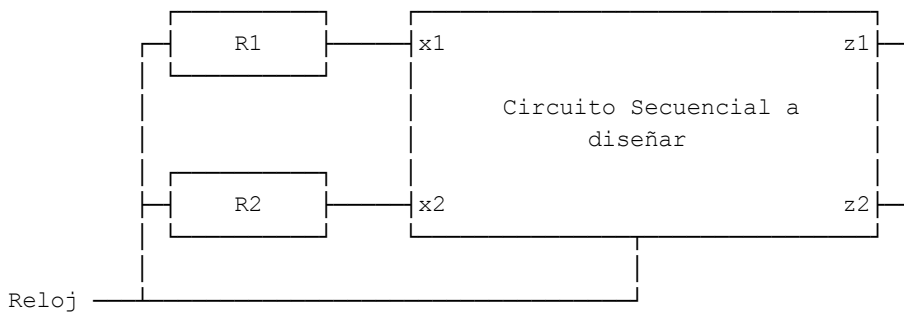 R1 x1 z1
Circuito Secuencial a
diseñar
R2 x2 z2
Reloj